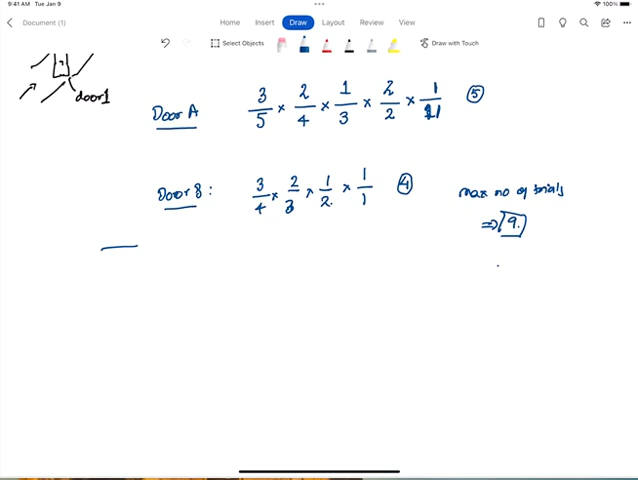 9:41 AM Tue Jan 9
100%
Document (1)
Home Insert Draw Layout Review View
Select Objects
Draw with Touch
door1
Door A 3/5 × 2/4 × 1/3 × 2/2 × 1/1 5
Door B : 3/4 × 2/3 × 1/2 × 1/1 4
max no of trials
⇒ 9.